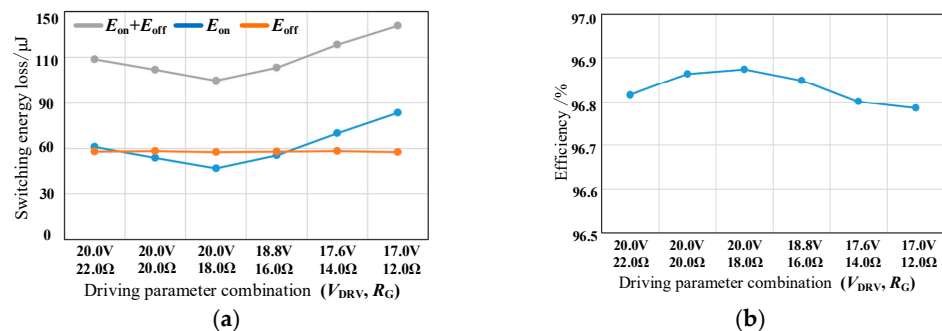 150
110
90
60
30
0
Switching energy loss/ μJ
Eon+Eoff Eon Eoff
20.0V 20.0V 20.0V 18.8V 17.6V 17.0V
22.0Ω 20.0Ω 18.0Ω 16.0Ω 14.0Ω 12.0Ω
Driving parameter combination (VDRV, RG)
(a)
97.0
96.9
96.8
96.7
96.6
96.5
Efficiency /%
20.0V 20.0V 20.0V 18.8V 17.6V 17.0V
22.0Ω 20.0Ω 18.0Ω 16.0Ω 14.0Ω 12.0Ω
Driving parameter combination (VDRV, RG)
(b)